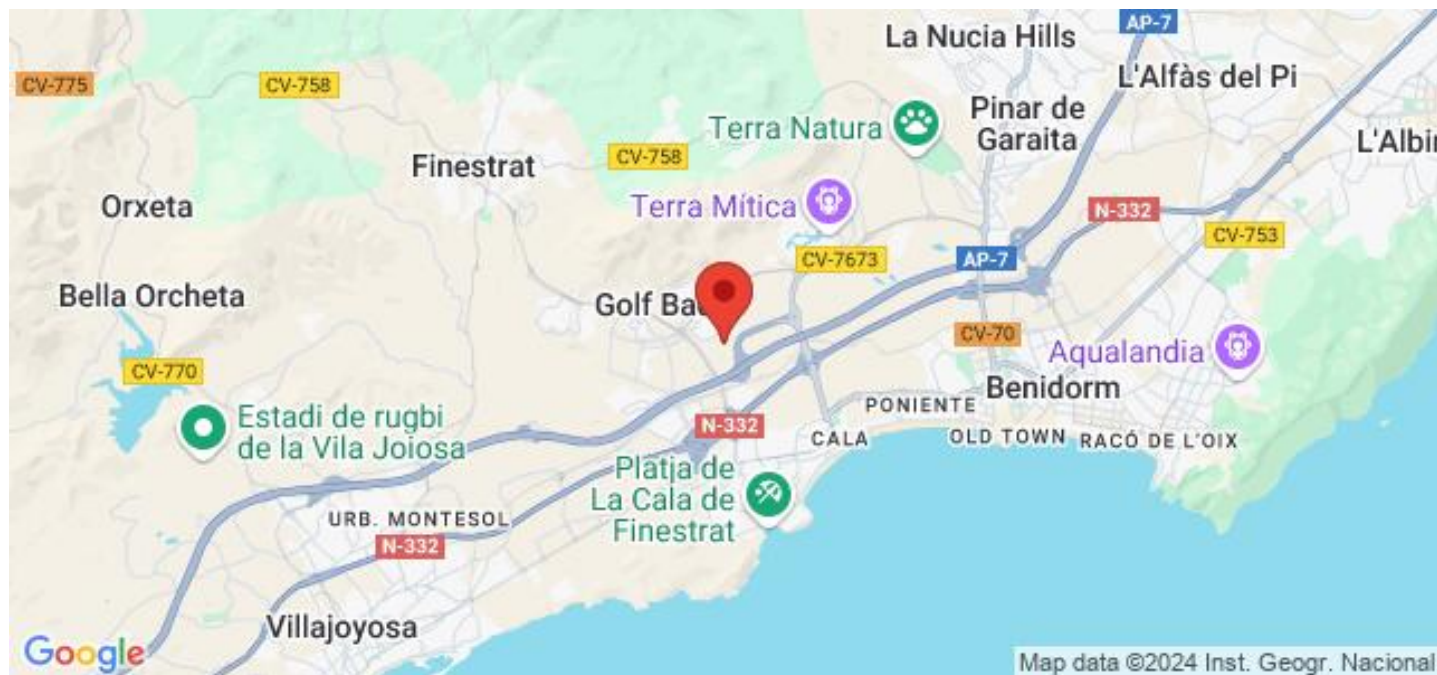 AP-7
La Nucia Hills
L'Alfàs del Pi
CV-775
CV-758
Pinar de
Garaita
Terra Natura
L'Albir
Finestrat
CV-758
Orxeta
Terra Mítica
N-332
CV-753
CV-7673
AP-7
Bella Orcheta
Golf Ba
CV-70
Aqualandia
CV-770
Benidorm
PONIENTE
Estadi de rugbi
de la Vila Joiosa
N-332
CALA
OLD TOWN
RACÓ DE L'OIX
Platja de
La Cala de
Finestrat
URB. MONTESOL
N-332
Villajoyosa
Google
Map data ©2024 Inst. Geogr. Nacional